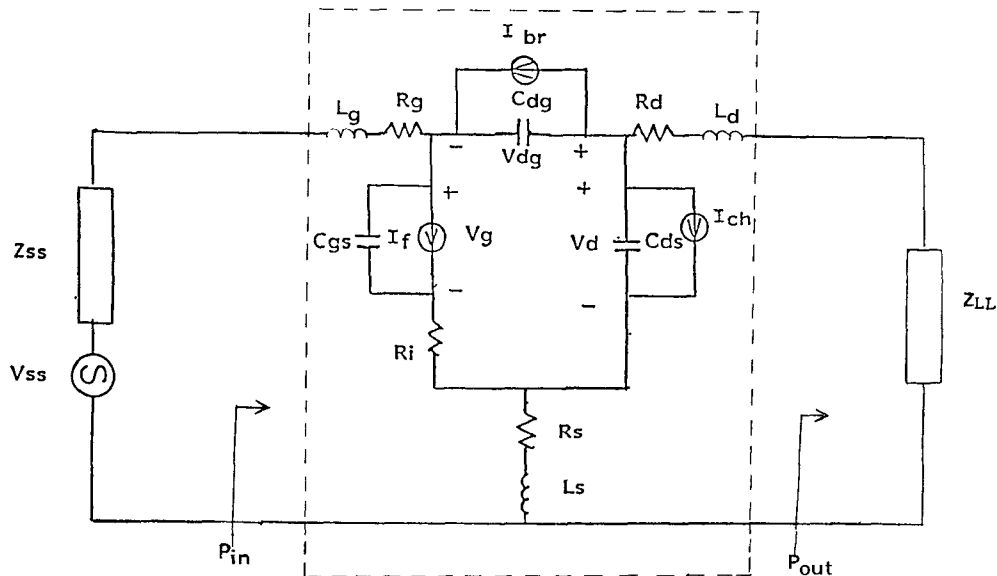 I br
Lg Rg Cdg Rd Ld
− Vdg +
+ +
Zss Cgs If Vg Vd Cds Ich ZLL
− −
Vss Ri
Rs
Ls
Pin Pout